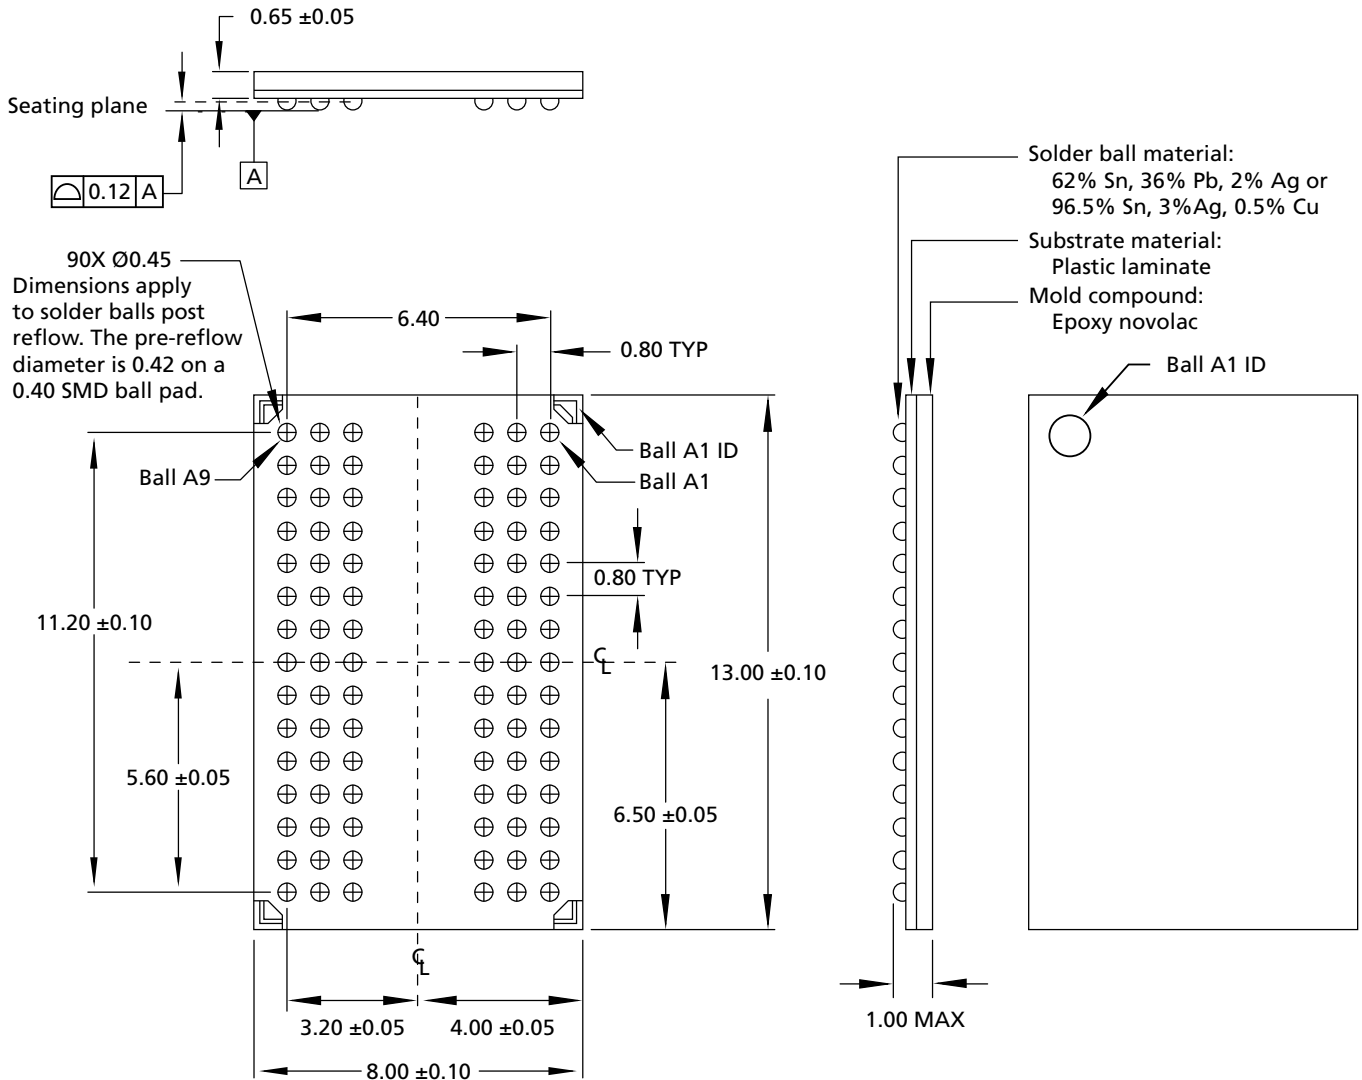 0.65 ±0.05
Seating plane
A
0.12 A
Solder ball material:
62% Sn, 36% Pb, 2% Ag or
96.5% Sn, 3%Ag, 0.5% Cu
Substrate material:
Plastic laminate
Mold compound:
Epoxy novolac
90X Ø0.45
Dimensions apply
to solder balls post
reflow. The pre-reflow
diameter is 0.42 on a
0.40 SMD ball pad.
6.40
0.80 TYP
Ball A1 ID
Ball A1 ID
Ball A1
Ball A9
0.80 TYP
11.20 ±0.10
CL
13.00 ±0.10
5.60 ±0.05
6.50 ±0.05
CL
3.20 ±0.05
4.00 ±0.05
1.00 MAX
8.00 ±0.10